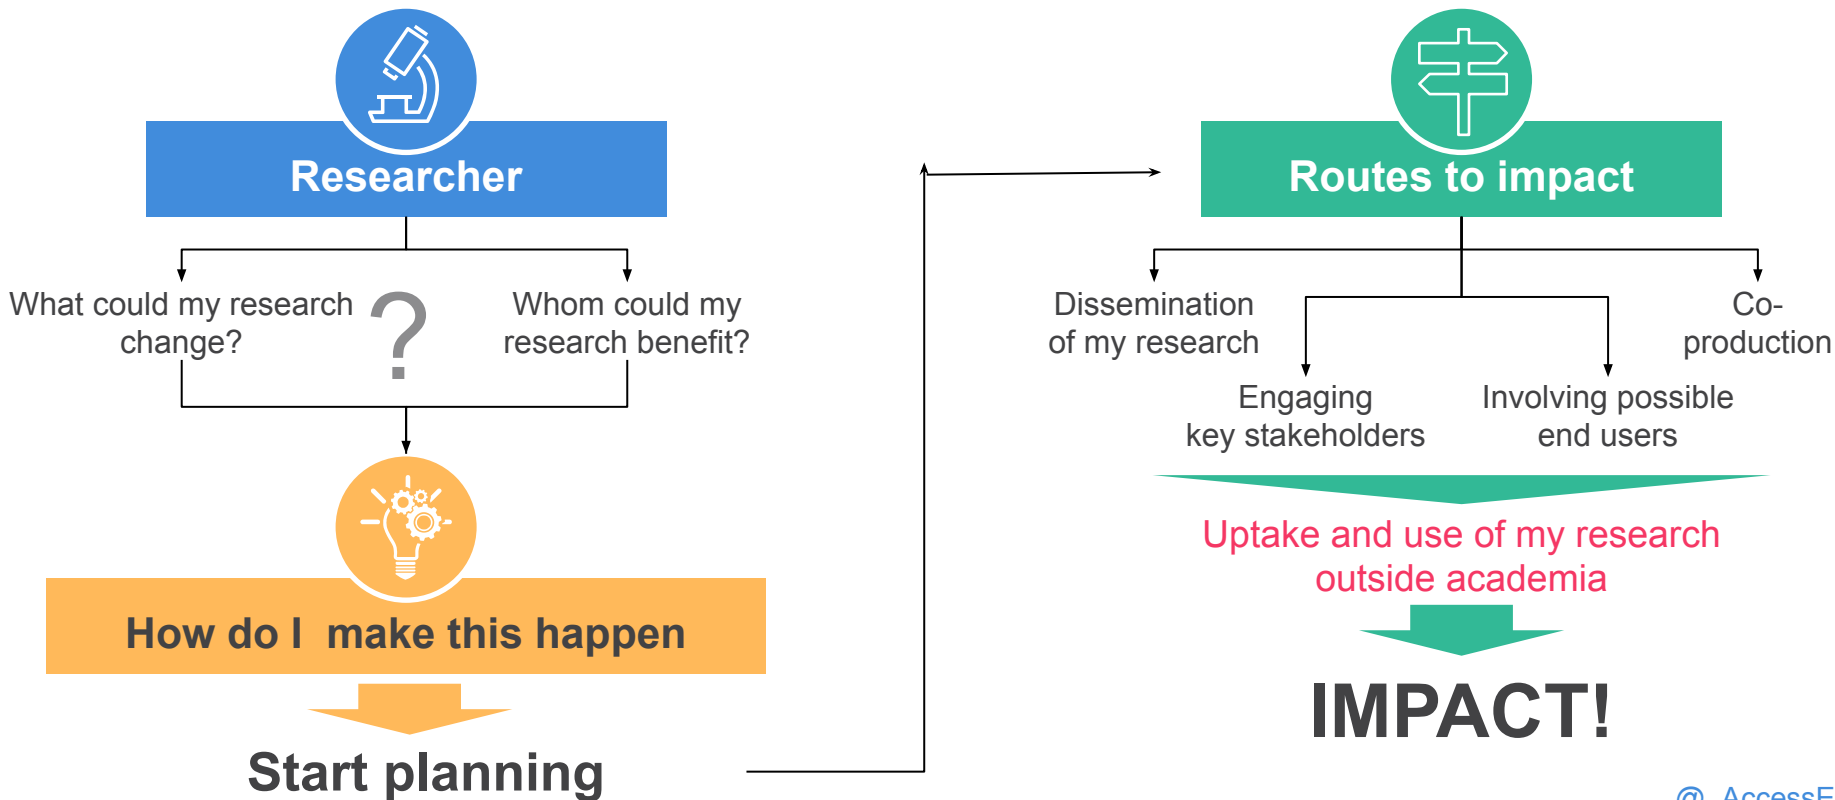 Researcher
What could my research
change?
?
Whom could my
research benefit?
How do I  make this happen
Start planning
Routes to impact
Dissemination
of my research
Engaging
key stakeholders
Involving possible
end users
Co-
production
Uptake and use of my research
outside academia
IMPACT!